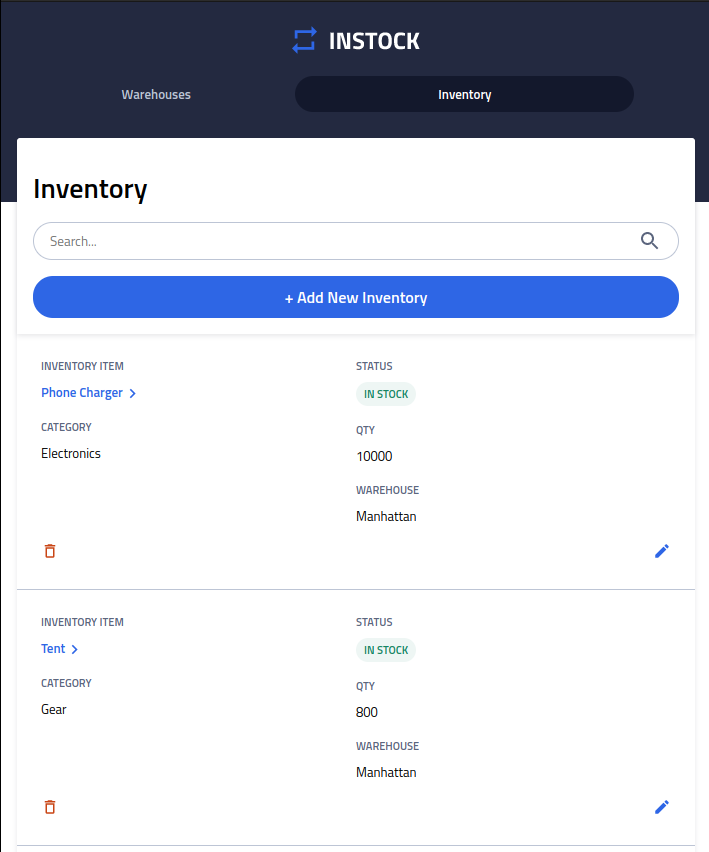 INSTOCK
Warehouses
Inventory
Inventory
Search...
+ Add New Inventory
INVENTORY ITEM
Phone Charger
CATEGORY
Electronics
STATUS
IN STOCK
QTY
10000
WAREHOUSE
Manhattan
INVENTORY ITEM
Tent
CATEGORY
Gear
STATUS
IN STOCK
QTY
800
WAREHOUSE
Manhattan